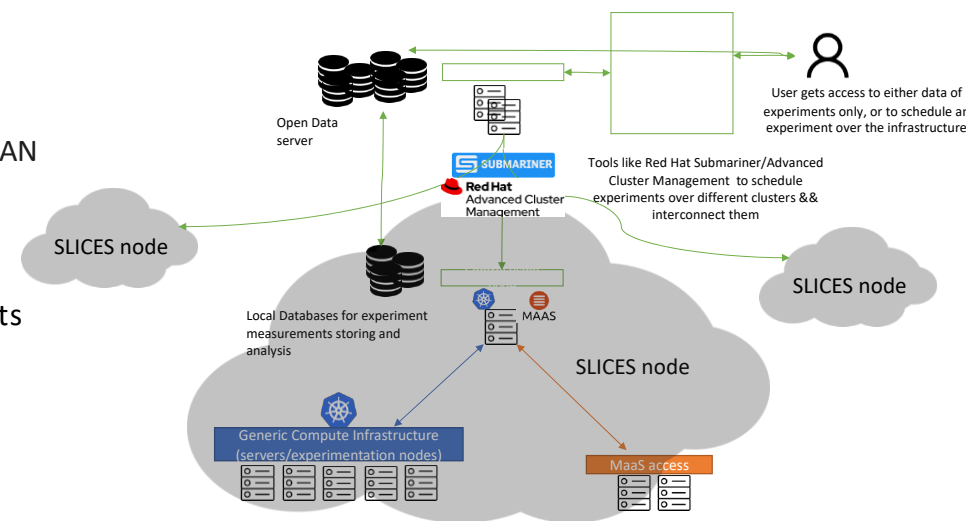 AN
ts
Open Data
server
User gets access to either data of
experiments only, or to schedule an
experiment over the infrastructure
SUBMARINER
Red Hat
Advanced Cluster
Management
Tools like Red Hat Submariner/Advanced
Cluster Management to schedule
experiments over different clusters &&
interconnect them
SLICES node
SLICES node
Local Databases for experiment
measurements storing and
analysis
MAAS
SLICES node
Generic Compute Infrastructure
(servers/experimentation nodes)
MaaS access